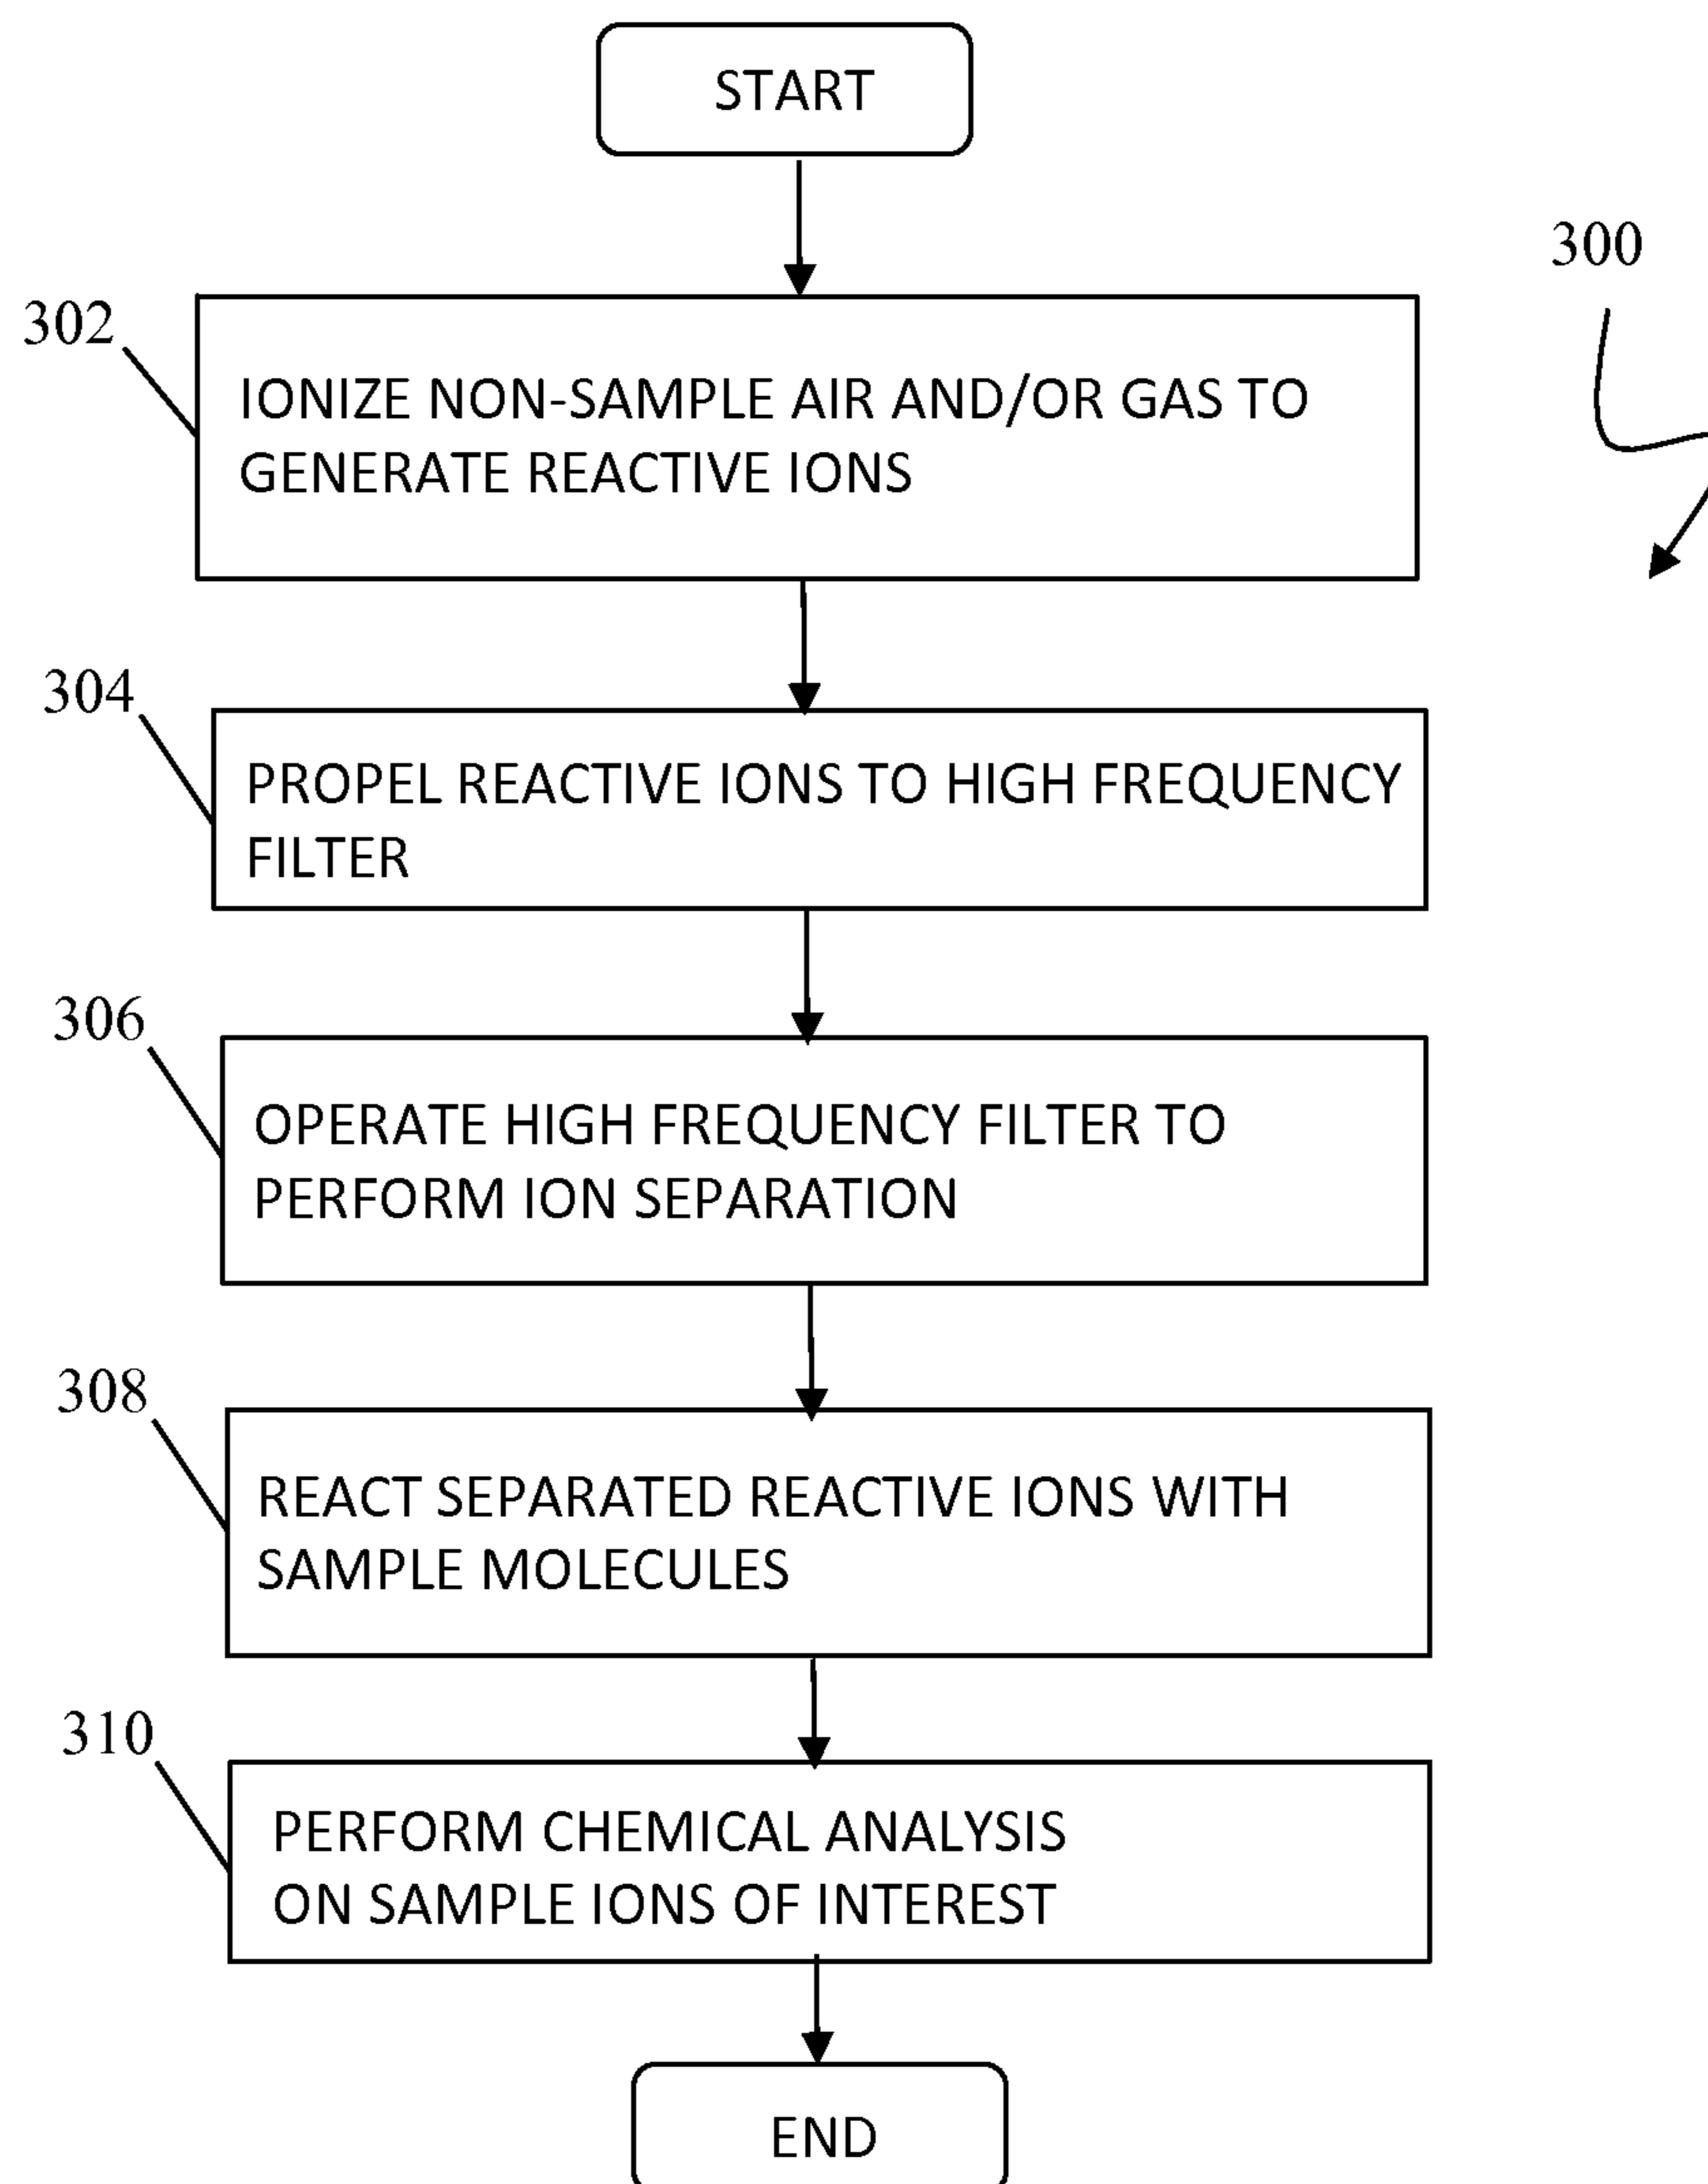 START
300
302
IONIZE NON-SAMPLE AIR AND/OR GAS TO
GENERATE REACTIVE IONS
304
PROPEL REACTIVE IONS TO HIGH FREQUENCY
FILTER
306
OPERATE HIGH FREQUENCY FILTER TO
PERFORM ION SEPARATION
308
REACT SEPARATED REACTIVE IONS WITH
SAMPLE MOLECULES
310
PERFORM CHEMICAL ANALYSIS
ON SAMPLE IONS OF INTEREST
END